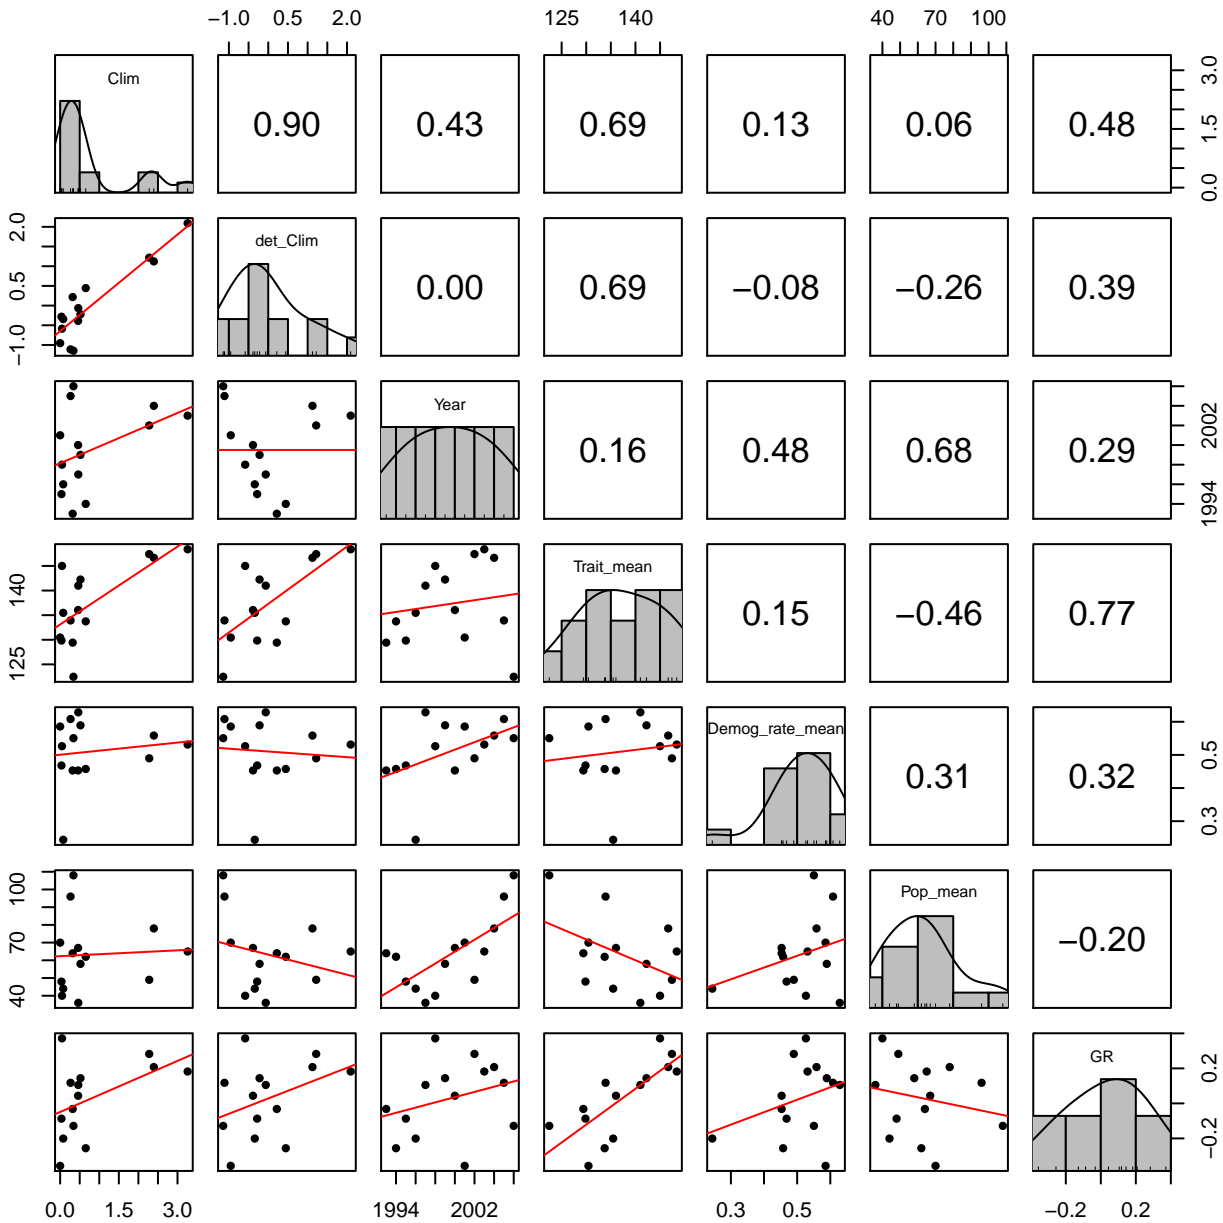 −1.0 0.5 2.0 125 140 40 70 100
Clim 0.90 0.43 0.69 0.13 0.06 0.48 0.0 1.5 3.0
−1.0 0.5 2.0 det_Clim 0.00 0.69 −0.08 −0.26 0.39
Year 0.16 0.48 0.68 0.29 1994 2002
125 140 Trait_mean 0.15 −0.46 0.77
Demog_rate_mean 0.31 0.32 0.3 0.5
40 70 100 Pop_mean −0.20
GR −0.2 0.2
0.0 1.5 3.0 1994 2002 0.3 0.5 −0.2 0.2